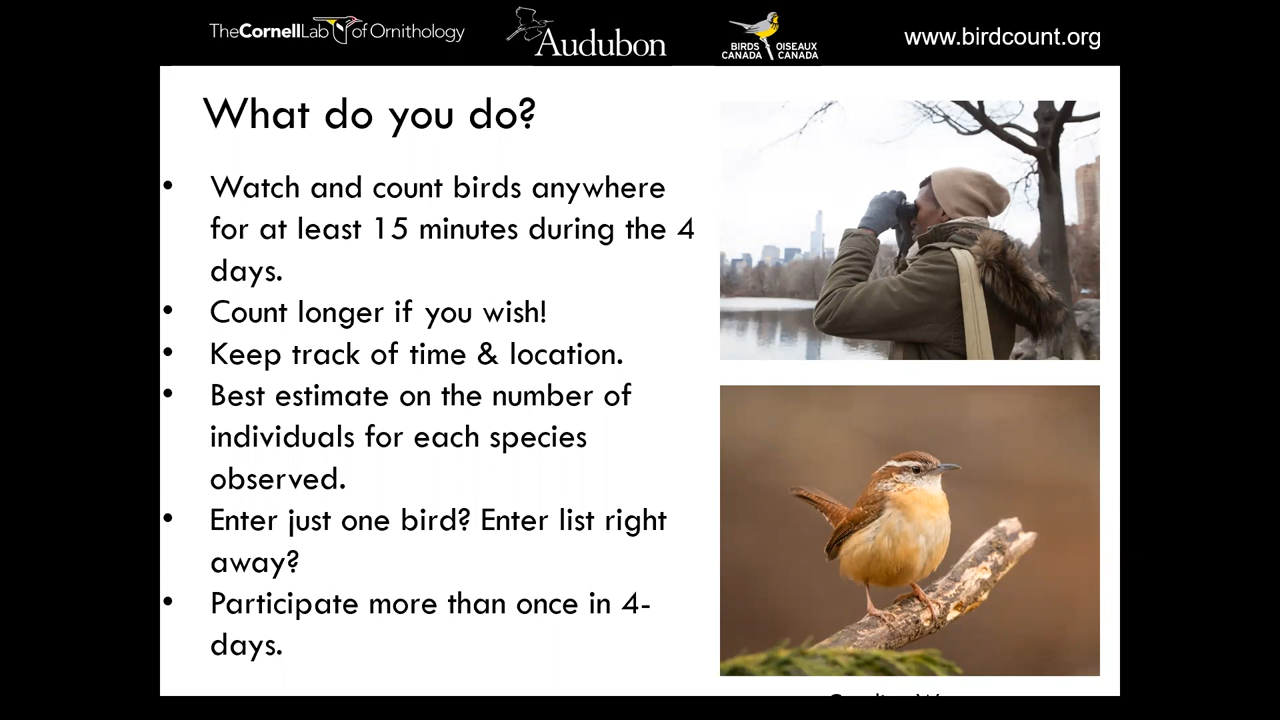 TheCornellLab of Ornithology
Audubon
BIRDS OISEAUX
CANADA CANADA
www.birdcount.org
What do you do?
• Watch and count birds anywhere
for at least 15 minutes during the 4
days.
• Count longer if you wish!
• Keep track of time & location.
• Best estimate on the number of
individuals for each species
observed.
• Enter just one bird? Enter list right
away?
• Participate more than once in 4-
days.